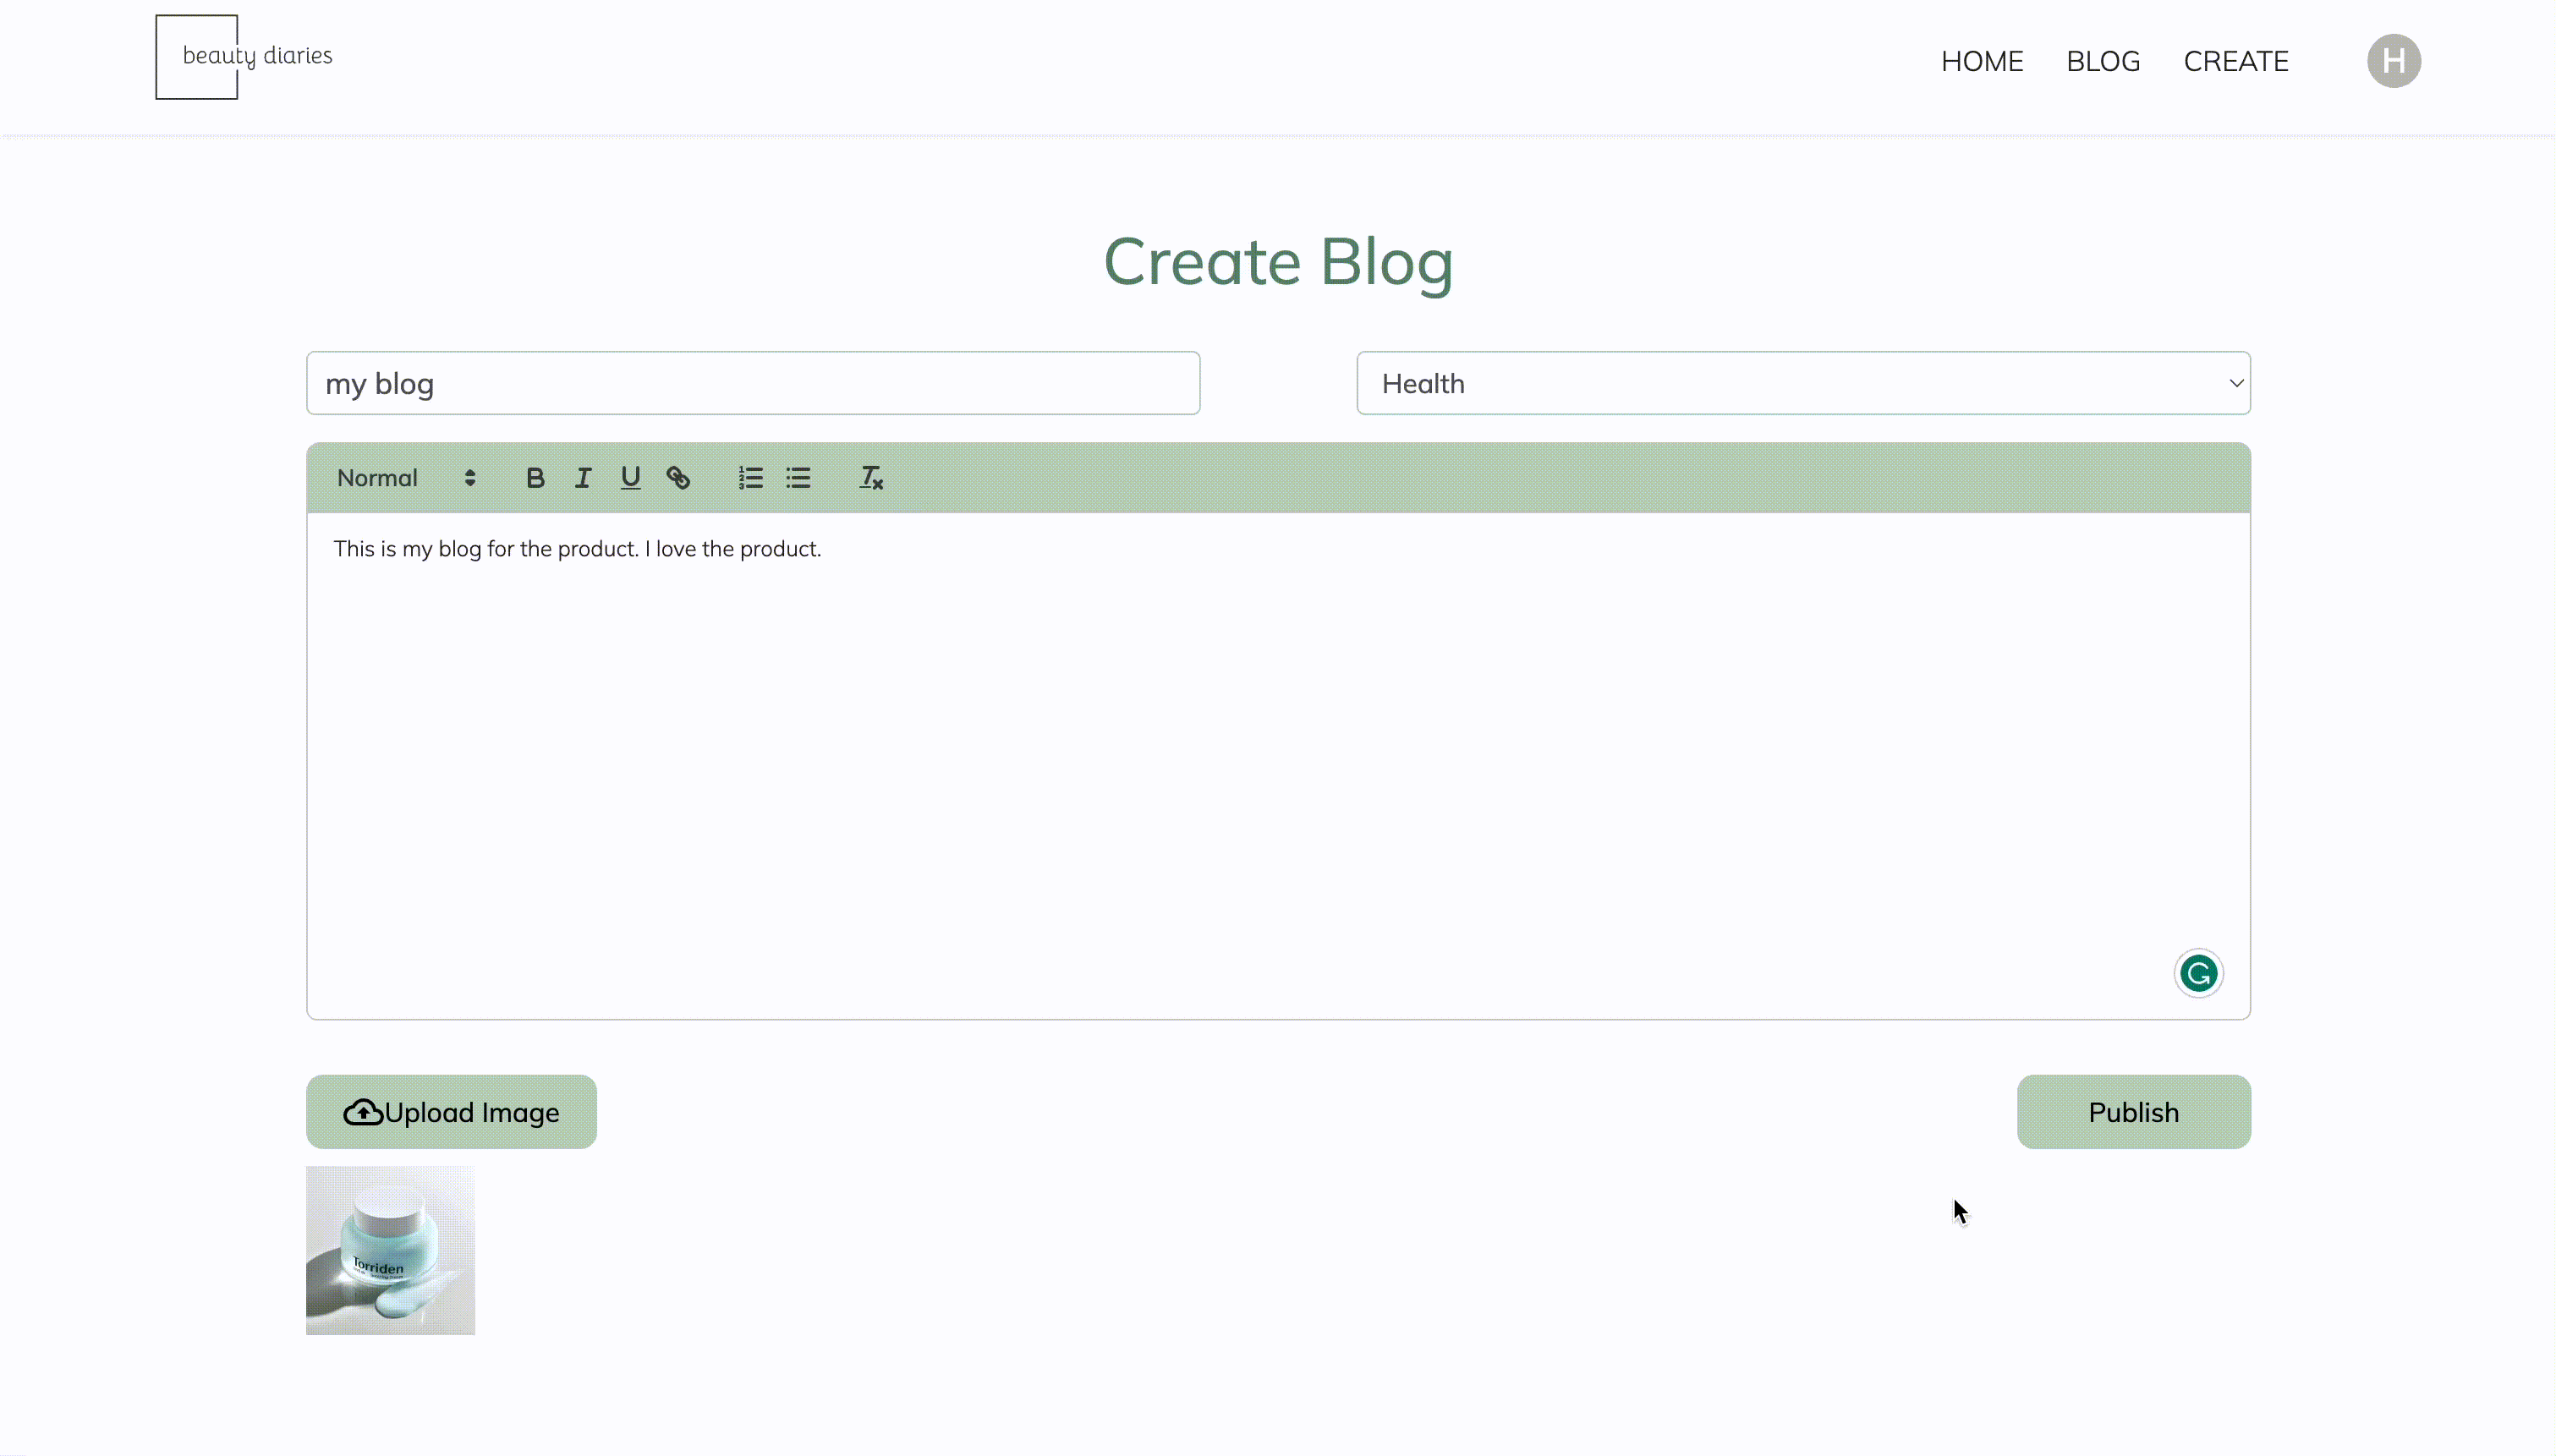 beauty diaries
HOME BLOG CREATE H
Create Blog
my blog
Health
Normal
This is my blog for the product. I love the product.
Upload Image
Publish
Torriden